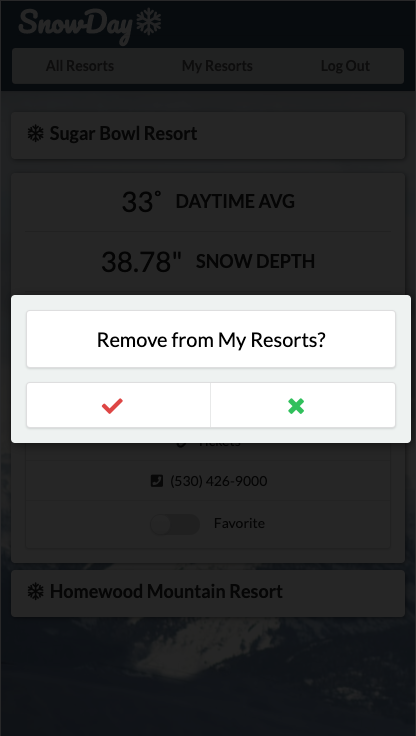 SnowDay
All Resorts My Resorts Log Out
Sugar Bowl Resort
33° DAYTIME AVG
38.78" SNOW DEPTH
Remove from My Resorts?
Tickets
(530) 426-9000
Favorite
Homewood Mountain Resort